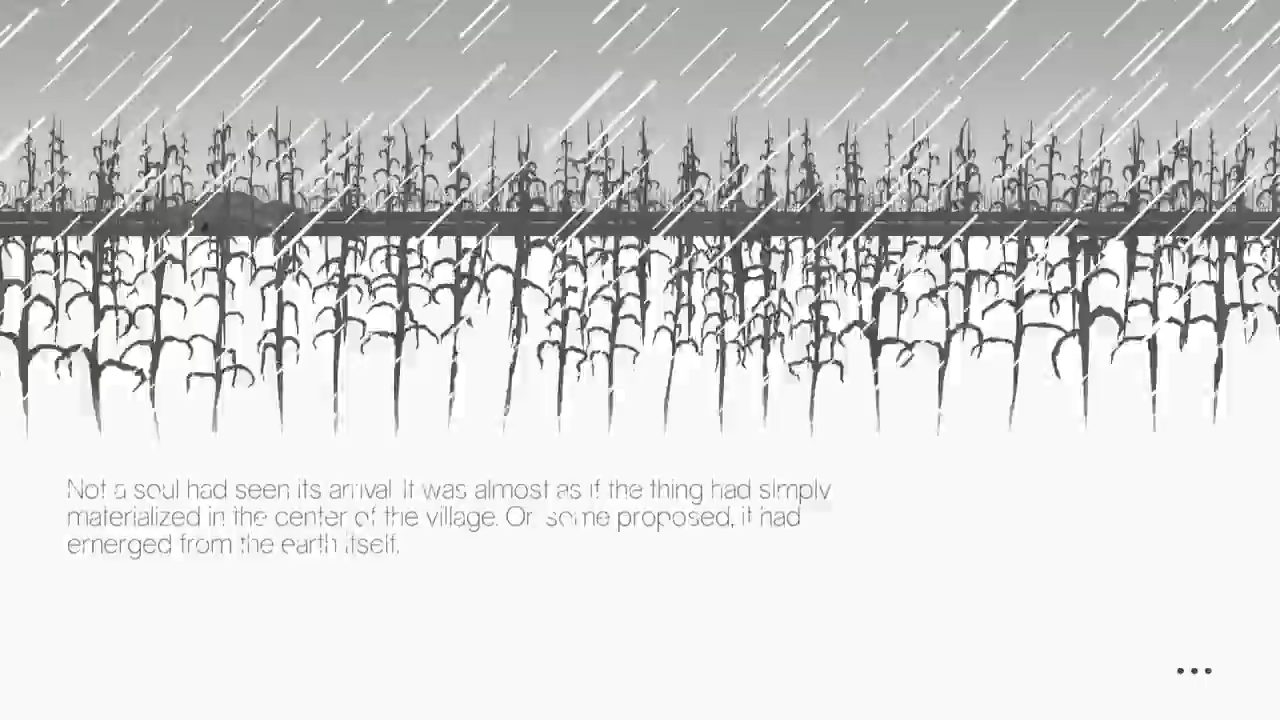 Not a soul had seen its arrival. It was almost as if the thing had simply
materialized in the center of the village. Or, some proposed, it had
emerged from the earth itself.